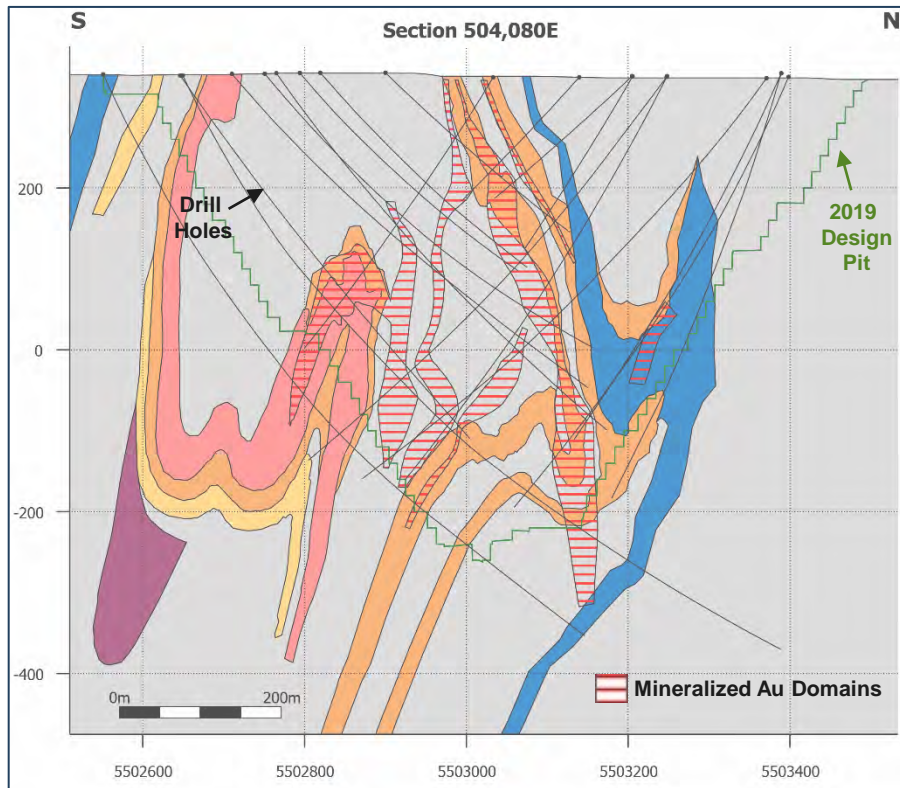 S
Section 504,080E
N
200
0
-200
-400
Drill
Holes
2019
Design
Pit
0m
200m
Mineralized Au Domains
5502600
5502800
5503000
5503200
5503400